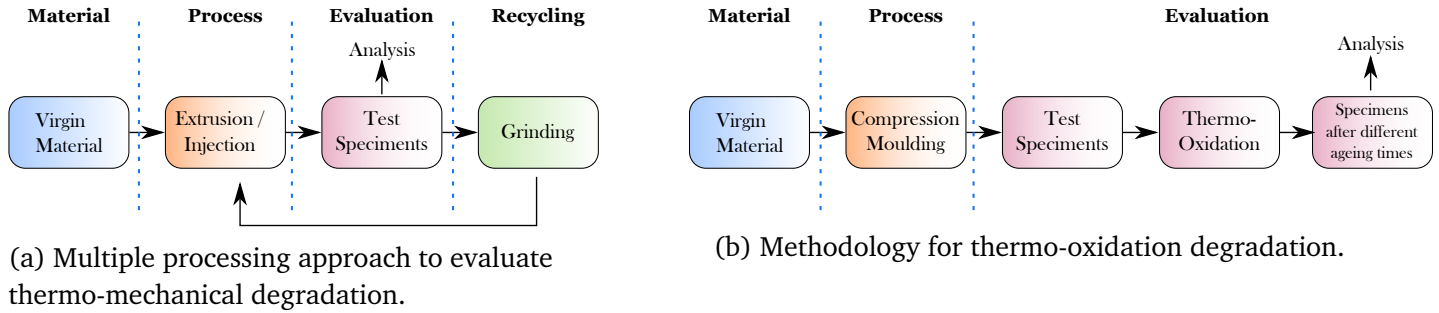 Material
Process
Evaluation
Recycling
Analysis
Virgin
Material
Extrusion /
Injection
Test
Speciments
Grinding
(a) Multiple processing approach to evaluate
thermo-mechanical degradation.
Material
Process
Evaluation
Analysis
Virgin
Material
Compression
Moulding
Test
Speciments
Thermo-
Oxidation
Specimens
after different
ageing times
(b) Methodology for thermo-oxidation degradation.